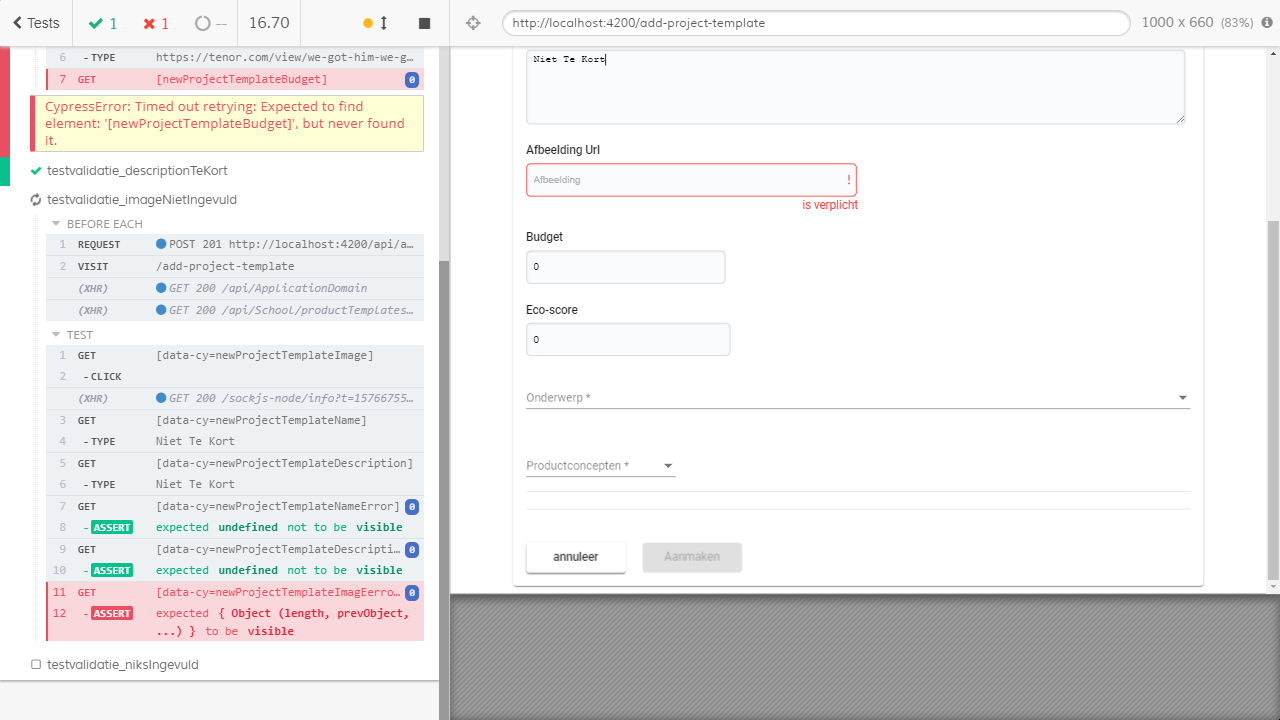 Tests
1
1
--
16.70
http://localhost:4200/add-project-template
1000 x 660 (83%)
6 - TYPE https://tenor.com/view/we-got-him-we-g…
7 GET [newProjectTemplateBudget] 0
CypressError: Timed out retrying: Expected to find
element: '[newProjectTemplateBudget]', but never found
it.
testvalidatie_descriptionTeKort
testvalidatie_imageNietIngevuld
BEFORE EACH
1 REQUEST POST 201 http://localhost:4200/api/a…
2 VISIT /add-project-template
(XHR) GET 200 /api/ApplicationDomain
(XHR) GET 200 /api/School/productTemplates…
TEST
1 GET [data-cy=newProjectTemplateImage]
2 - CLICK
(XHR) GET 200 /sockjs-node/info?t=15766755…
3 GET [data-cy=newProjectTemplateName]
4 - TYPE Niet Te Kort
5 GET [data-cy=newProjectTemplateDescription]
6 - TYPE Niet Te Kort
7 GET [data-cy=newProjectTemplateNameError] 0
8 - ASSERT expected undefined not to be visible
9 GET [data-cy=newProjectTemplateDescripti… 0
10 - ASSERT expected undefined not to be visible
11 GET [data-cy=newProjectTemplateImagEerro… 0
12 - ASSERT expected { Object (length, prevObject,
...) } to be visible
testvalidatie_niksIngevuld
Niet Te Kort
Afbeelding Url
Afbeelding !
is verplicht
Budget
0
Eco-score
0
Onderwerp *
Productconcepten *
annuleer
Aanmaken